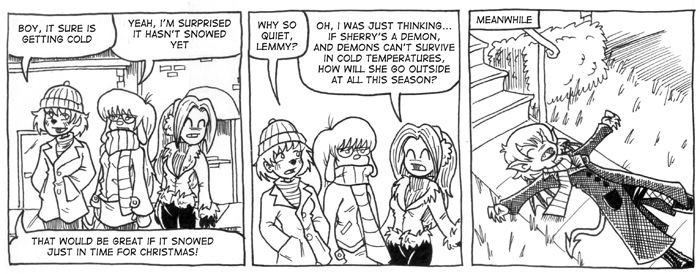 BOY, IT SURE IS
GETTING COLD
YEAH, I'M SURPRISED
IT HASN'T SNOWED
YET
THAT WOULD BE GREAT IF IT SNOWED
JUST IN TIME FOR CHRISTMAS!
WHY SO
QUIET,
LEMMY?
OH, I WAS JUST THINKING...
IF SHERRY'S A DEMON,
AND DEMONS CAN'T SURVIVE
IN COLD TEMPERATURES,
HOW WILL SHE GO OUTSIDE
AT ALL THIS SEASON?
MEANWHILE